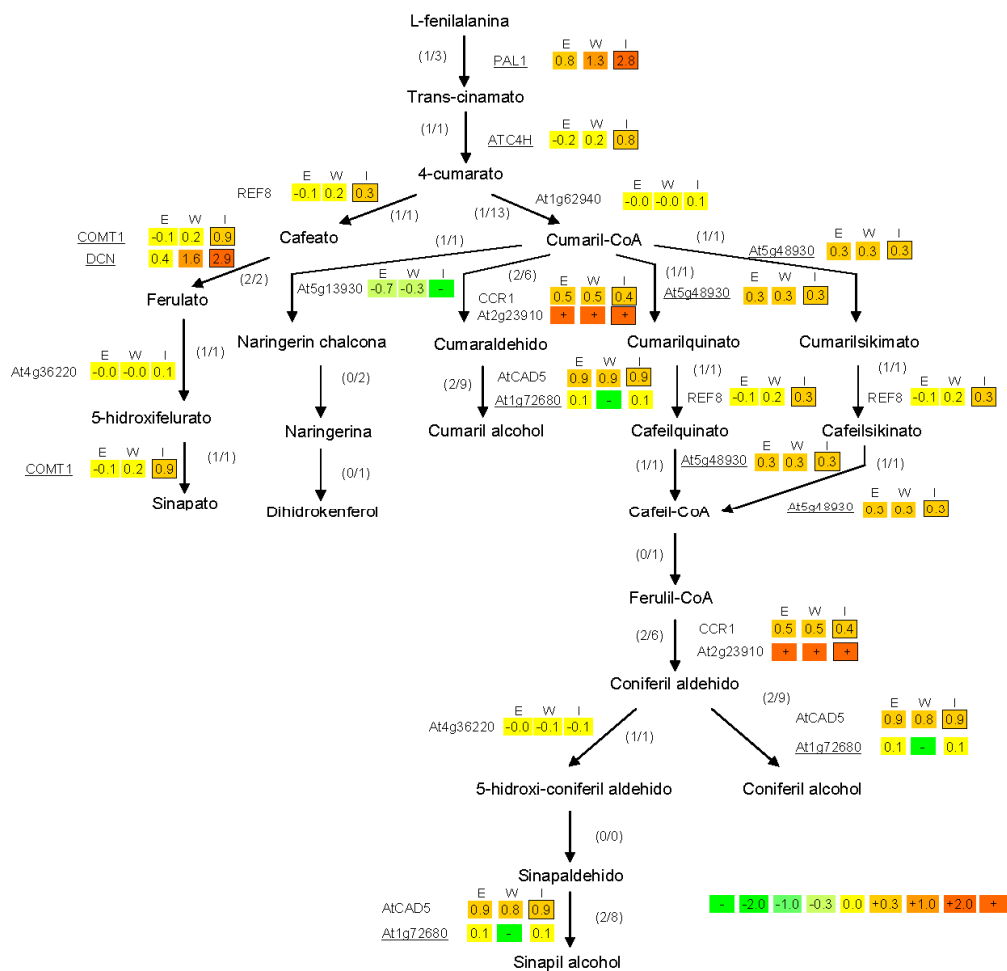 L-fenilalanina
E W I
(1/3) PAL1 0.8 1.3 2.8
Trans-cinamato
E W I
(1/1) ATC4H -0.2 0.2 0.8
4-cumarato
E W I
REF8 -0.1 0.2 0.3
E W I
At1g62940 -0.0 -0.0 0.1
(1/1) (1/13)
E W I
COMT1 -0.1 0.2 0.9
DCN 0.4 1.6 2.9
(2/2)
Cafeato
Cumaril-CoA
(1/1) (1/1)
E W I
At5g48930 0.3 0.3 0.3
E W I
At5g13930 -0.7 -0.3 -
(2/6)
E W I
CCR1 0.5 0.5 0.4
At2g23910 + + +
(1/1)
E W I
At5g48930 0.3 0.3 0.3
Ferulato
Naringerin chalcona
Cumaraldehido
Cumarilquinato
Cumarilsikimato
E W I
At4g36220 -0.0 -0.0 0.1
(1/1)
(0/2)
(2/9)
E W I
AtCAD5 0.9 0.9 0.9
At1g72680 0.1 - 0.1
(1/1)
E W I
REF8 -0.1 0.2 0.3
(1/1)
E W I
REF8 -0.1 0.2 0.3
5-hidroxifelurato
Naringerina
Cumaril alcohol
Cafeilquinato
Cafeilsikinato
E W I
COMT1 -0.1 0.2 0.9
(1/1)
(0/1)
(1/1)
E W I
At5g48930 0.3 0.3 0.3
(1/1)
E W I
At5g48930 0.3 0.3 0.3
Sinapato
Dihidrokenferol
Cafeil-CoA
(0/1)
Ferulil-CoA
(2/6)
E W I
CCR1 0.5 0.5 0.4
At2g23910 + + +
Coniferil aldehido
E W I
At4g36220 -0.0 -0.1 -0.1
(1/1)
(2/9)
E W I
AtCAD5 0.9 0.8 0.9
At1g72680 0.1 - 0.1
5-hidroxi-coniferil aldehido
Coniferil alcohol
(0/0)
Sinapaldehido
E W I
AtCAD5 0.9 0.8 0.9
At1g72680 0.1 - 0.1
(2/8)
- -2.0 -1.0 -0.3 0.0 +0.3 +1.0 +2.0 +
Sinapil alcohol